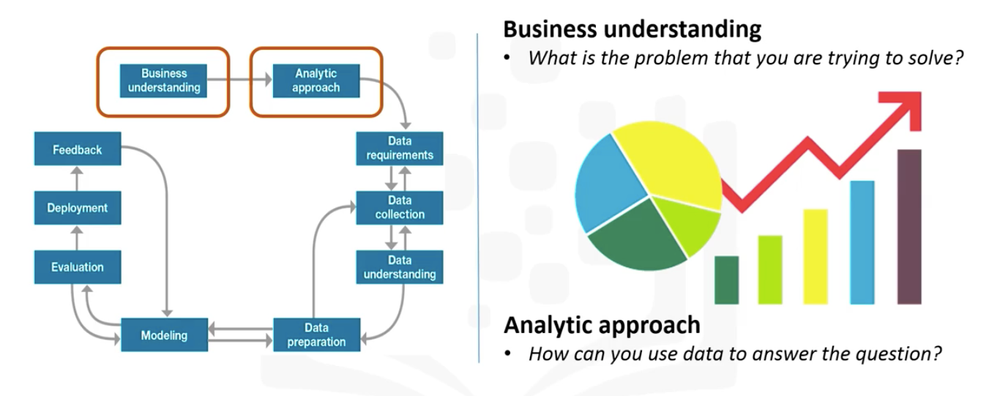 Business
understanding
Analytic
approach
Feedback
Data
requirements
Deployment
Data
collection
Evaluation
Data
understanding
Modeling
Data
preparation
Business understanding
• What is the problem that you are trying to solve?
Analytic approach
• How can you use data to answer the question?